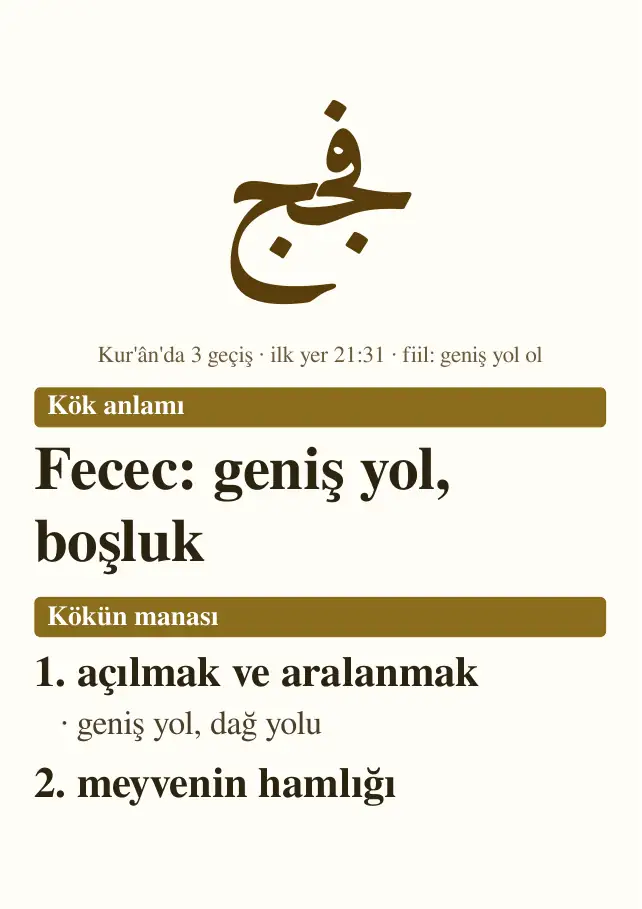 فجج
Kur'ân'da 3 geçiş · ilk yer 21:31 · fiil: geniş yol ol
Kök anlamı
Fecec: geniş yol,
boşluk
Kökün manası
1. açılmak ve aralanmak
· geniş yol, dağ yolu
2. meyvenin hamlığı